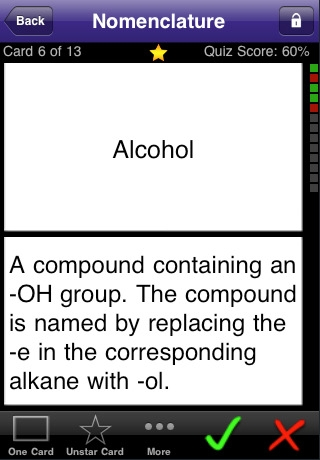 Back
Nomenclature
Card 6 of 13
Quiz Score: 60%
Alcohol
A compound containing an
-OH group. The compound
is named by replacing the
-e in the corresponding
alkane with -ol.
One Card
Unstar Card
More